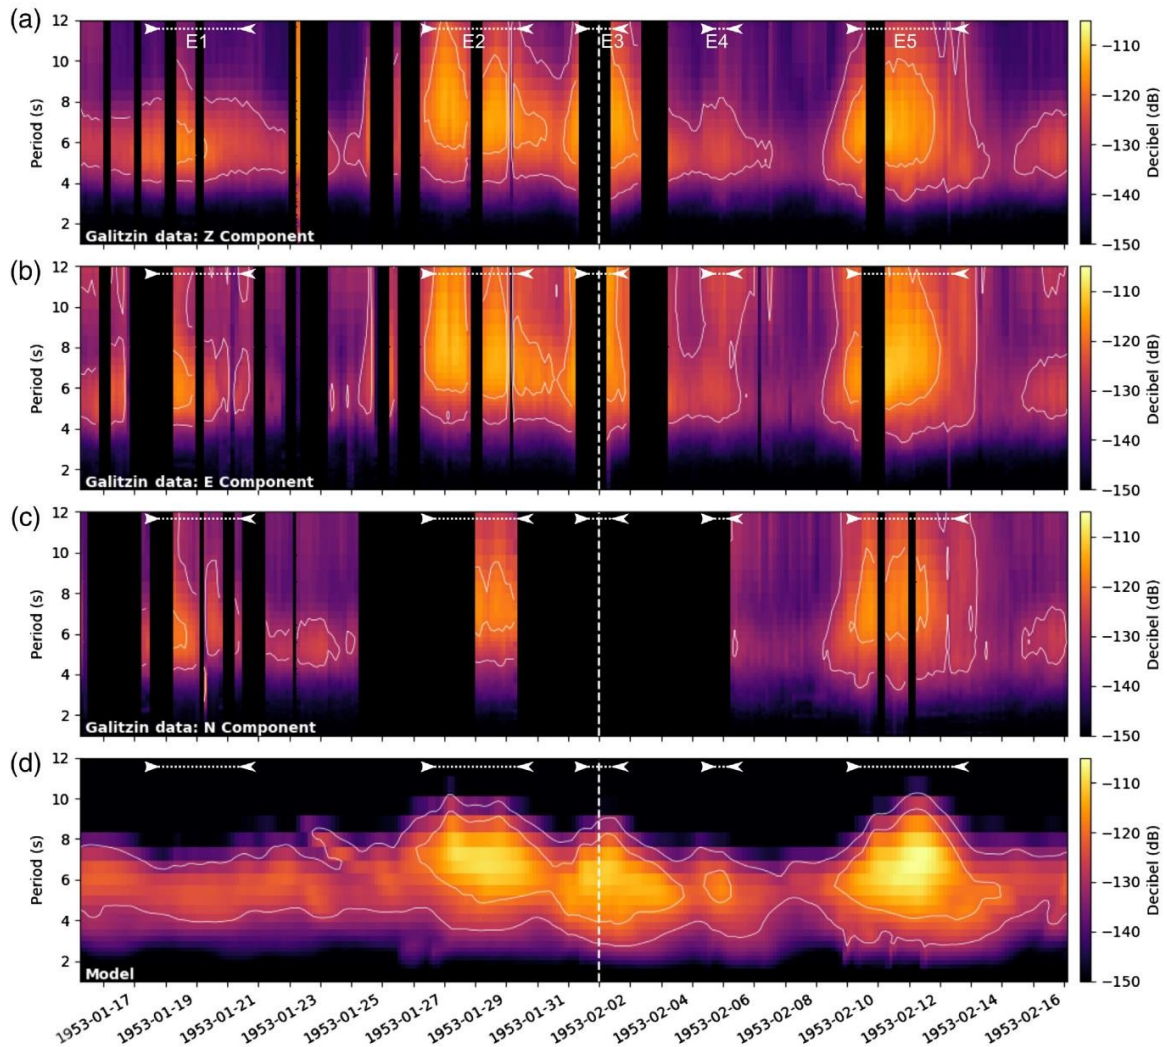 (a)
E1 E2 E3 E4 E5
12
10
8
6
4
2
Period (s)
Galitzin data: Z Component
−110
−120
−130
−140
−150
Decibel (dB)
(b)
12
10
8
6
4
2
Period (s)
Galitzin data: E Component
−110
−120
−130
−140
−150
Decibel (dB)
(c)
12
10
8
6
4
2
Period (s)
Galitzin data: N Component
−110
−120
−130
−140
−150
Decibel (dB)
(d)
12
10
8
6
4
2
Period (s)
Model
−110
−120
−130
−140
−150
Decibel (dB)
1953-01-17 1953-01-19 1953-01-21 1953-01-23 1953-01-25 1953-01-27 1953-01-29 1953-01-31 1953-02-02 1953-02-04 1953-02-06 1953-02-08 1953-02-10 1953-02-12 1953-02-14 1953-02-16